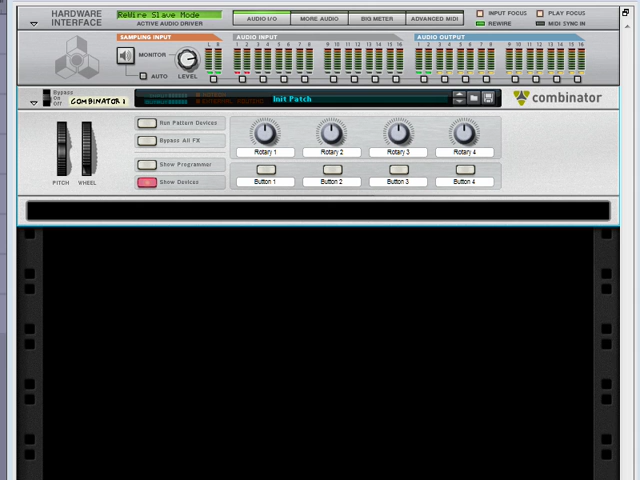 HARDWARE INTERFACE
ReWire Slave Mode
ACTIVE AUDIO DRIVER
AUDIO I/O
MORE AUDIO
BIG METER
ADVANCED MIDI
INPUT FOCUS
PLAY FOCUS
REWIRE
MIDI SYNC IN
SAMPLING INPUT
AUDIO INPUT
AUDIO OUTPUT
MONITOR
AUTO
LEVEL
L R
1 2 3 4 5 6 7 8 9 10 11 12 13 14 15 16
1 2 3 4 5 6 7 8 9 10 11 12 13 14 15 16
Bypass
On
Off
COMBINATOR 1
Init Patch
combinator
Run Pattern Devices
Bypass All FX
Show Programmer
Show Devices
PITCH
WHEEL
Rotary 1
Rotary 2
Rotary 3
Rotary 4
Button 1
Button 2
Button 3
Button 4